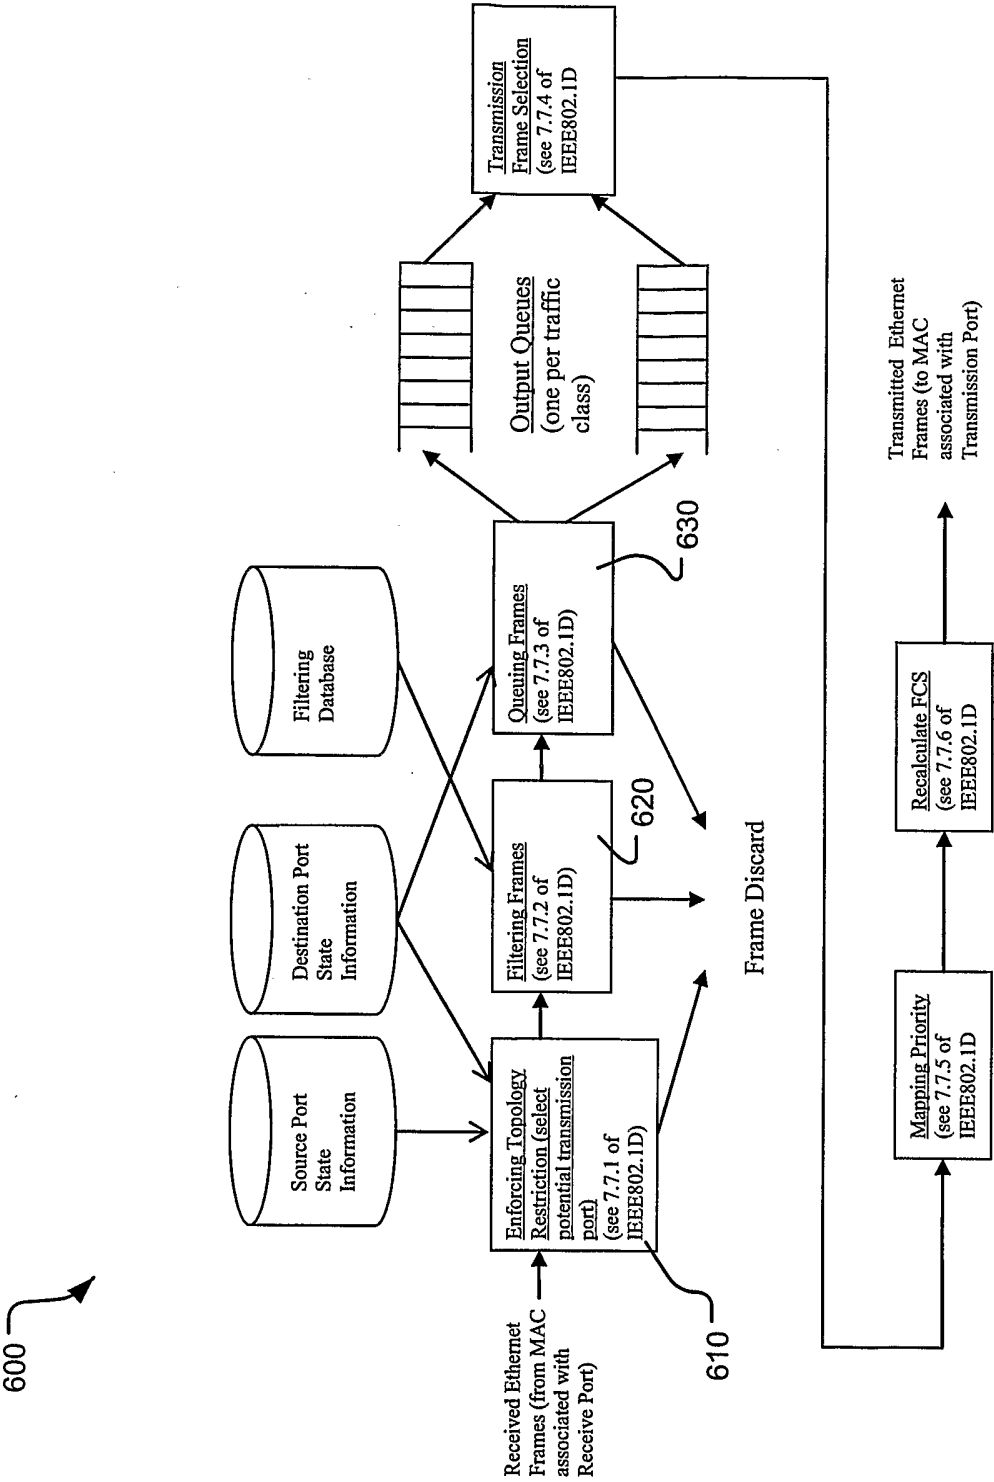 600
Source Port
State
Information
Destination Port
State
Information
Filtering
Database
Received Ethernet
Frames (from MAC
associated with
Receive Port)
Enforcing Topology
Restriction (select
potential transmission
port)
(see 7.7.1 of
IEEE802.1D)
610
Filtering Frames
(see 7.7.2 of
IEEE802.1D)
620
Queuing Frames
(see 7.7.3 of
IEEE802.1D)
630
Output Queues
(one per traffic
class)
Transmission
Frame Selection
(see 7.7.4 of
IEEE802.1D
Frame Discard
Mapping Priority
(see 7.7.5 of
IEEE802.1D
Recalculate FCS
(see 7.7.6 of
IEEE802.1D
Transmitted Ethernet
Frames (to MAC
associated with
Transmission Port)